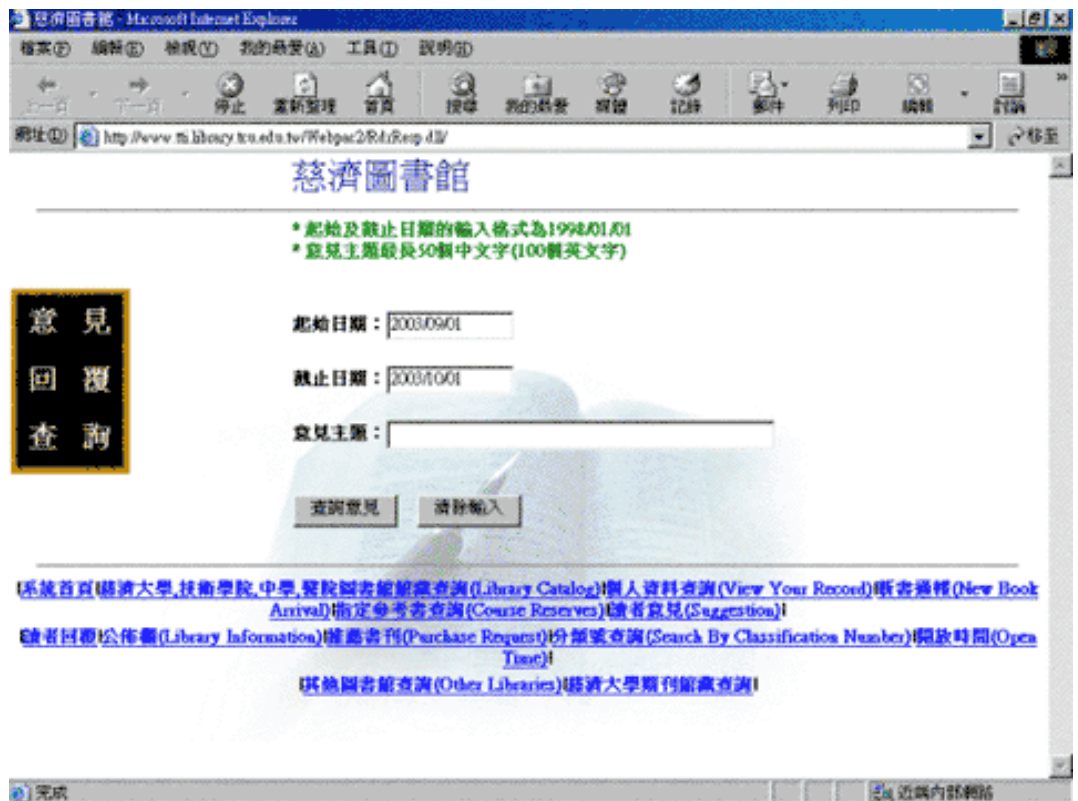 慈濟圖書館 - Microsoft Internet Explorer
檔案(F) 編輯(E) 檢視(V) 我的最愛(A) 工具(T) 說明(H)
上一頁 下一頁 停止 重新整理 首頁 搜尋 我的最愛 媒體 記錄 郵件 列印 編輯 討論 »
網址(D) 移至
慈濟圖書館
* 起始及截止日期的輸入格式為1998/01/01
* 意見主題最長50個中文字(100個英文字)
意見
回覆
查詢
起始日期：2003/09/01
截止日期：2003/10/01
意見主題：
查詢意見 清除輸入
|系統首頁|慈濟大學,技術學院,中學,醫院圖書館館藏查詢(Library Catalog)|個人資料查詢(View Your Record)|新書通報(New Book
Arrival)|指定參考書查詢(Course Reserves)|讀者意見(Suggestion)|
|讀者回覆|公佈欄(Library Information)|推薦書刊(Purchase Request)|分類號查詢(Search By Classification Number)|開放時間(Open
Time)|
|其他圖書館查詢(Other Libraries)|慈濟大學期刊館藏查詢|
完成 近端內部網路